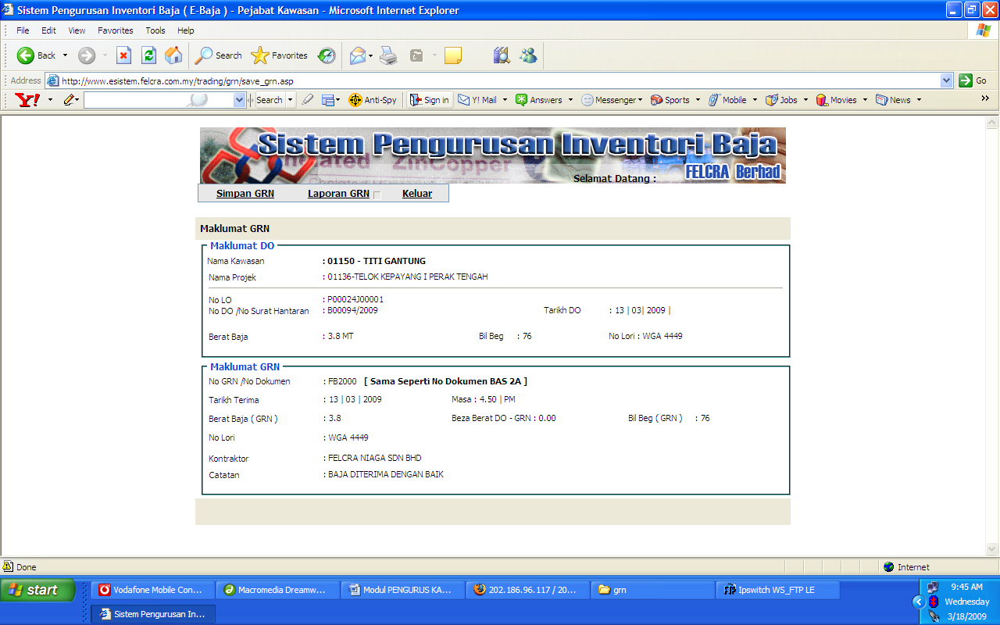 Sistem Pengurusan Inventori Baja ( E-Baja ) - Pejabat Kawasan - Microsoft Internet Explorer
File Edit View Favorites Tools Help
Back Search Favorites
Address http://www.esistem.felcra.com.my/trading/grn/save_grn.asp Go
Y! Search Anti-Spy Sign in Y! Mail Answers Messenger Sports Mobile Jobs Movies News »
Sistem Pengurusan Inventori Baja
ZinCopper
FELCRA Berhad
Selamat Datang :
Simpan GRN Laporan GRN Keluar
Maklumat GRN
Maklumat DO
Nama Kawasan : 01150 - TITI GANTUNG
Nama Projek : 01136-TELOK KEPAYANG I PERAK TENGAH
No LO : P00024J00001
No DO /No Surat Hantaran : B00094/2009 Tarikh DO : 13 | 03| 2009 |
Berat Baja : 3.8 MT Bil Beg : 76 No Lori : WGA 4449
Maklumat GRN
No GRN /No Dokumen : FB2000 [ Sama Seperti No Dokumen BAS 2A ]
Tarikh Terima : 13 | 03 | 2009 Masa : 4.50 | PM
Berat Baja ( GRN ) : 3.8 Beza Berat DO - GRN : 0.00 Bil Beg ( GRN ) : 76
No Lori : WGA 4449
Kontraktor : FELCRA NIAGA SDN BHD
Catatan : BAJA DITERIMA DENGAN BAIK
Done Internet
start Vodafone Mobile Con... Macromedia Dreamw... Modul PENGURUS KA... 202.186.96.117 / 20... grn Ipswitch WS_FTP LE 9:45 AM
Wednesday
Sistem Pengurusan In... 3/18/2009